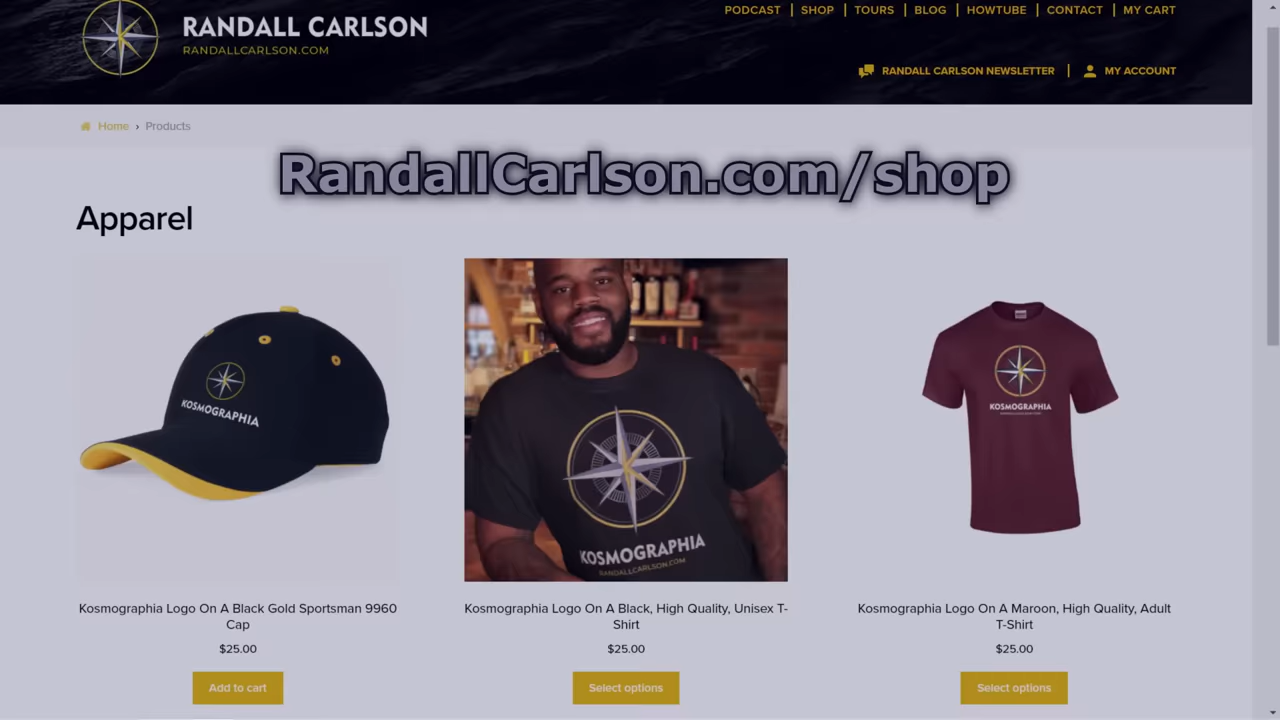 RANDALL CARLSON
RANDALLCARLSON.COM
PODCAST | SHOP | TOURS | BLOG | HOWTUBE | CONTACT | MY CART
RANDALL CARLSON NEWSLETTER | MY ACCOUNT
Home › Products
RandallCarlson.com/shop
Apparel
KOSMOGRAPHIA
KOSMOGRAPHIA
RANDALLCARLSON.COM
KOSMOGRAPHIA
Kosmographia Logo On A Black Gold Sportsman 9960
Cap
$25.00
Add to cart
Kosmographia Logo On A Black, High Quality, Unisex T-
Shirt
$25.00
Select options
Kosmographia Logo On A Maroon, High Quality, Adult
T-Shirt
$25.00
Select options